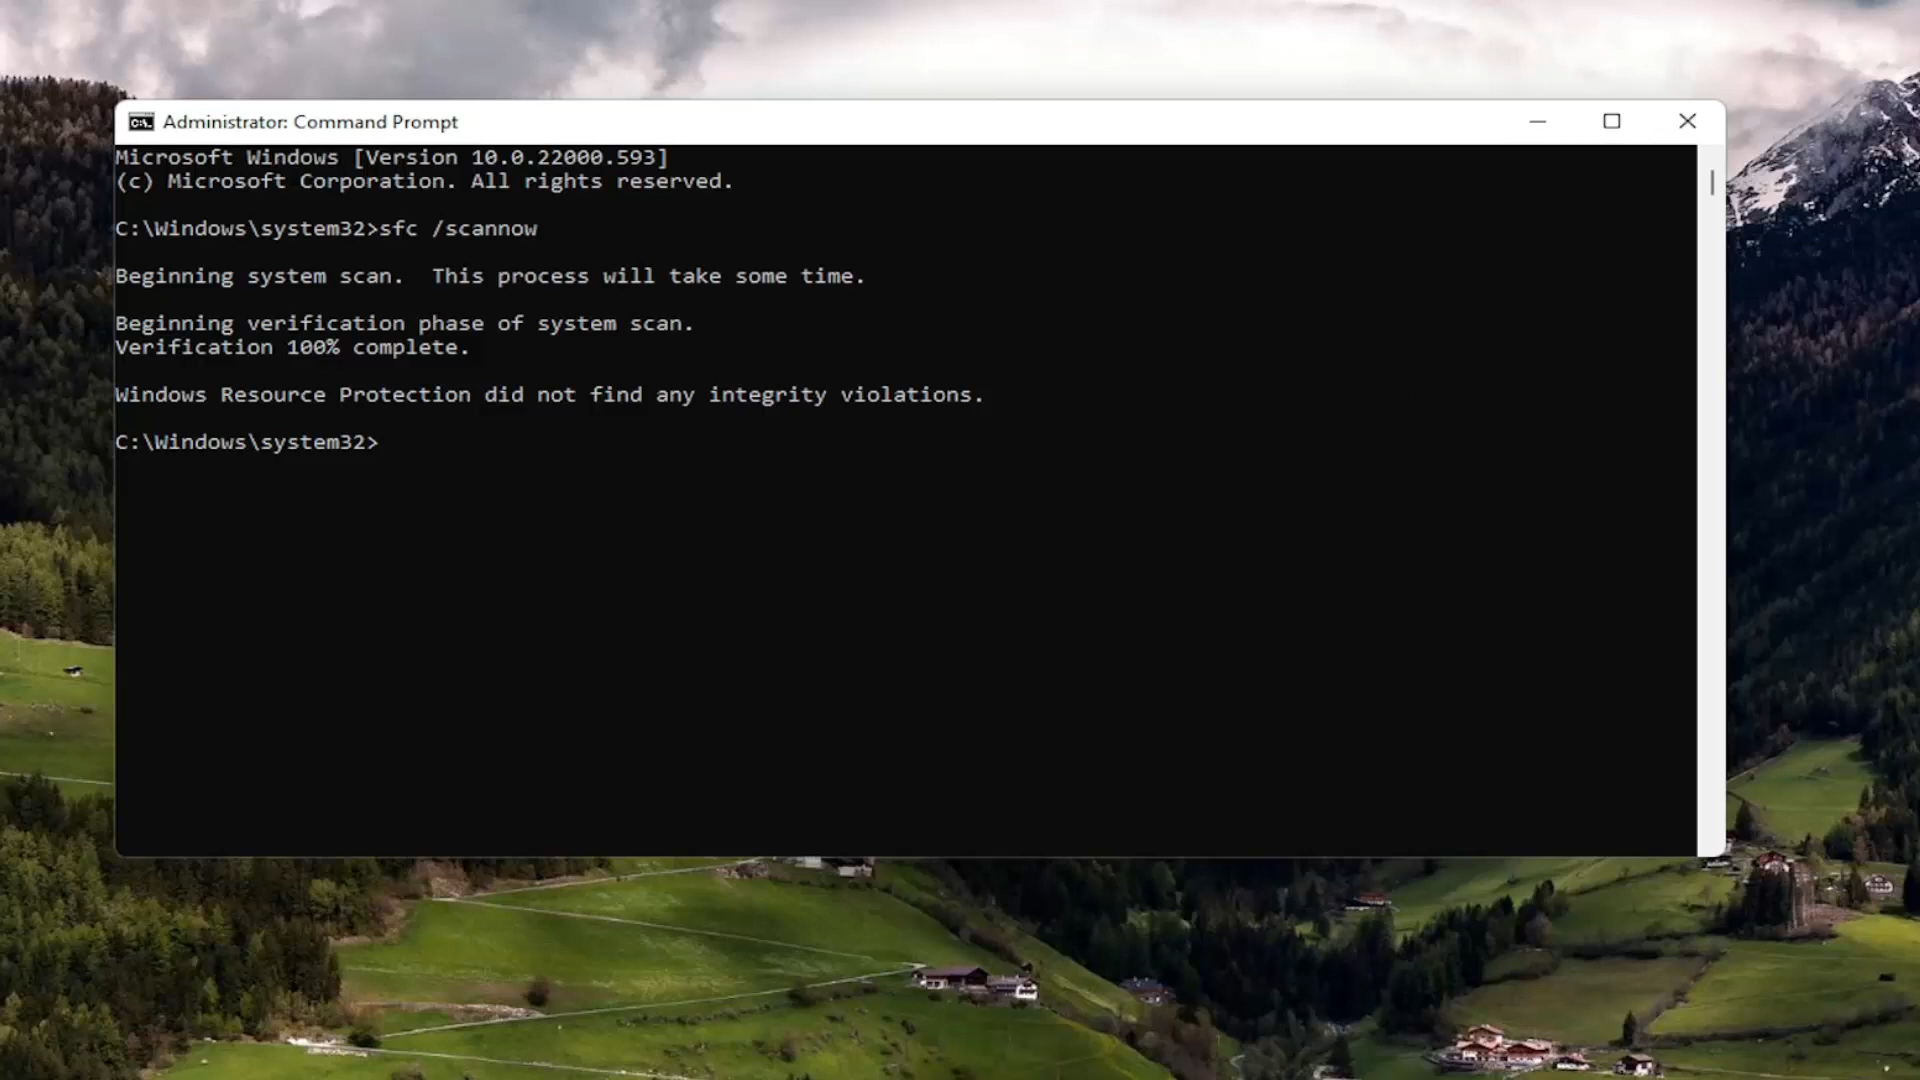 Administrator: Command Prompt
Microsoft Windows [Version 10.0.22000.593]
(c) Microsoft Corporation. All rights reserved.
C:\Windows\system32>sfc /scannow
Beginning system scan.  This process will take some time.
Beginning verification phase of system scan.
Verification 100% complete.
Windows Resource Protection did not find any integrity violations.
C:\Windows\system32>